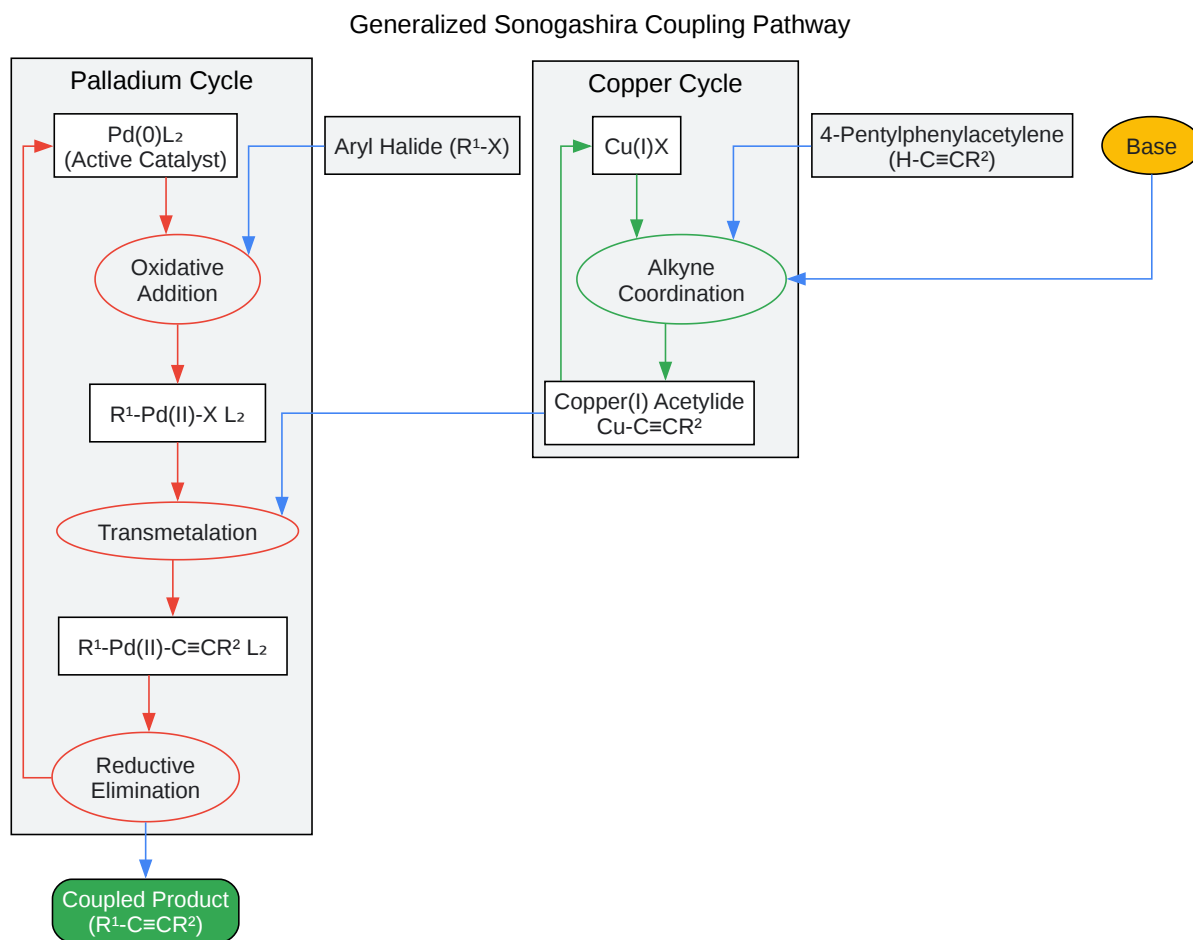 Generalized Sonogashira Coupling Pathway
Palladium Cycle
Pd(0)L₂
(Active Catalyst)
Oxidative
Addition
R¹-Pd(II)-X L₂
Transmetalation
R¹-Pd(II)-C≡CR² L₂
Reductive
Elimination
Coupled Product
(R¹-C≡CR²)
Aryl Halide (R¹-X)
Copper Cycle
Cu(I)X
Alkyne
Coordination
Copper(I) Acetylide
Cu-C≡CR²
4-Pentylphenylacetylene
(H-C≡CR²)
Base